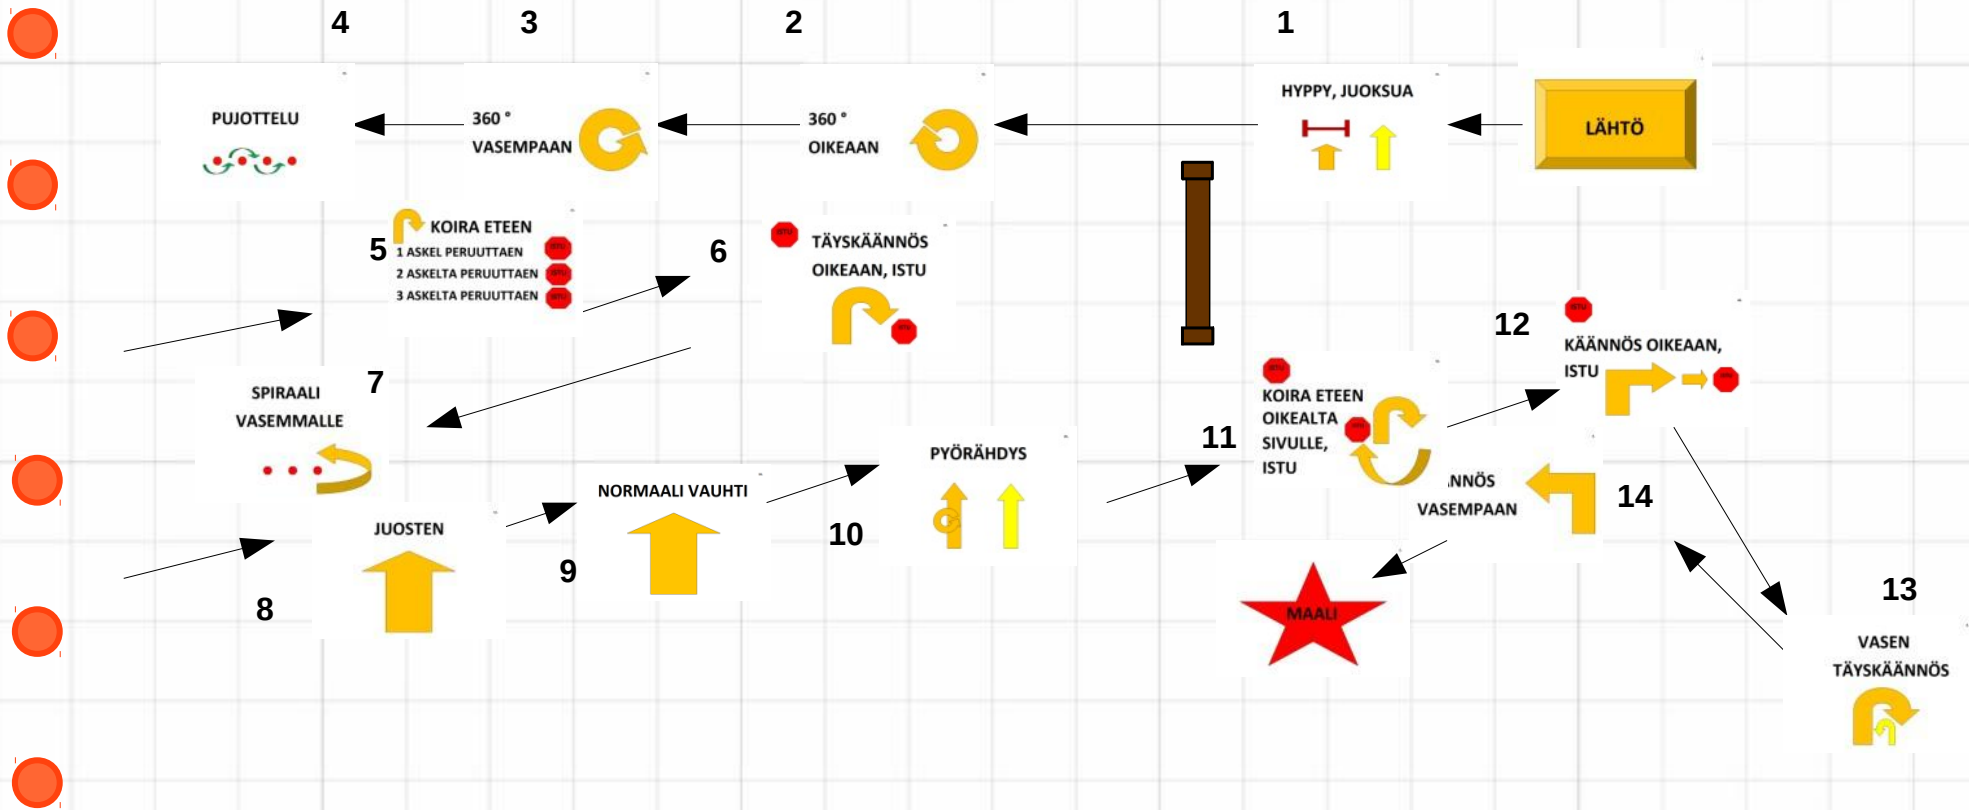 4
3
2
1
PUJOTTELU
360 °
VASEMPAAN
360 °
OIKEAAN
HYPPY, JUOKSUA
LÄHTÖ
5
KOIRA ETEEN
1 ASKEL PERUUTTAEN
2 ASKELTA PERUUTTAEN
3 ASKELTA PERUUTTAEN
6
TÄYSKÄÄNNÖS
OIKEAAN, ISTU
7
SPIRAALI
VASEMMALLE
8
JUOSTEN
9
NORMAALI VAUHTI
10
PYÖRÄHDYS
11
KOIRA ETEEN
OIKEALTA
SIVULLE,
ISTU
12
ISTU
KÄÄNNÖS OIKEAAN,
ISTU
13
VASEN
TÄYSKÄÄNNÖS
14
NNÖS
VASEMPAAN
MAALI